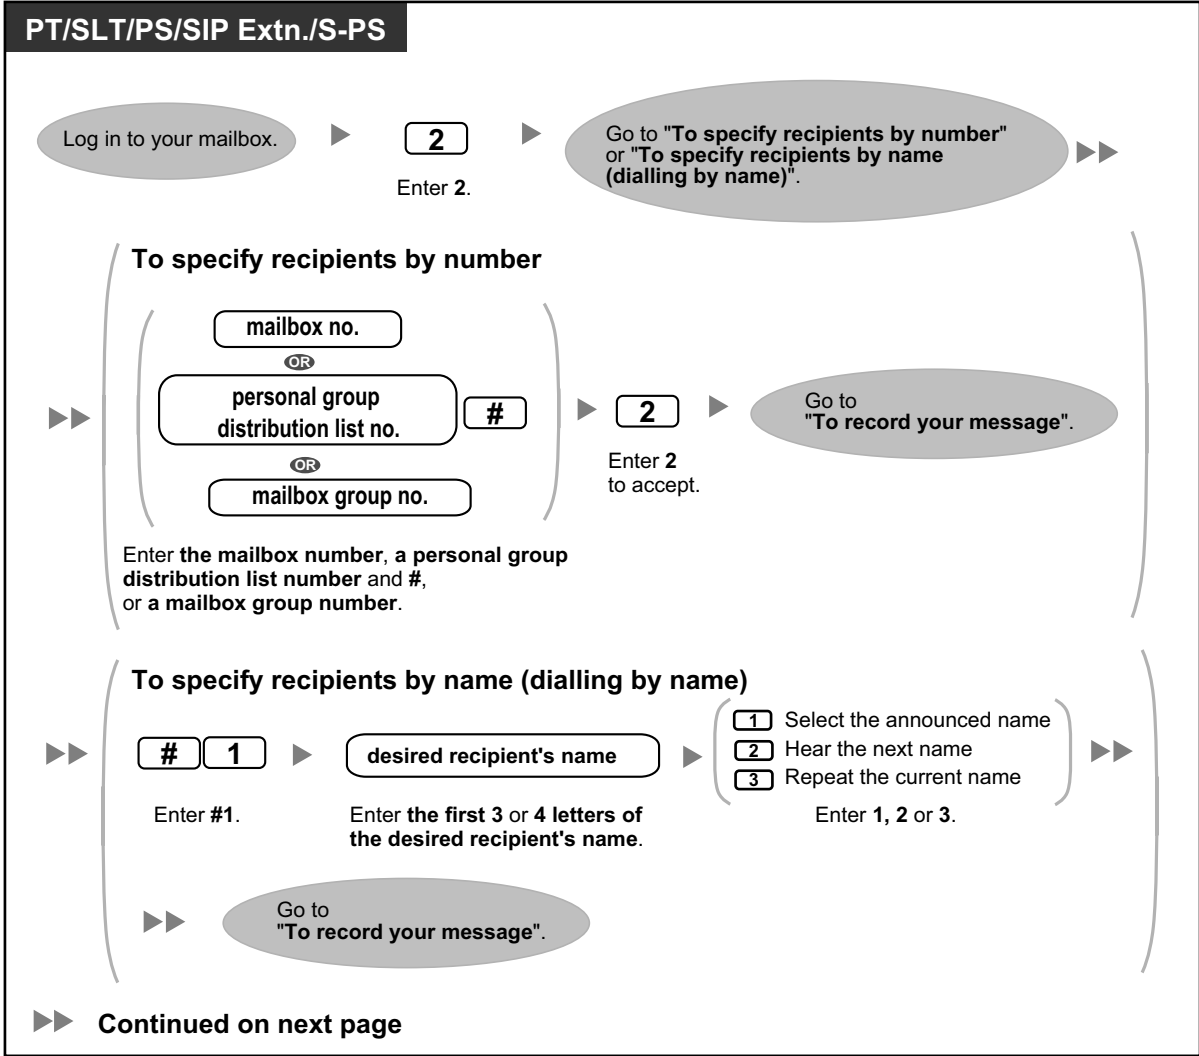 PT/SLT/PS/SIP Extn./S-PS
Log in to your mailbox.
2
Enter 2.
Go to "To specify recipients by number"
or "To specify recipients by name
(dialling by name)".
To specify recipients by number
mailbox no.
OR
personal group
distribution list no.
#
OR
mailbox group no.
Enter the mailbox number, a personal group
distribution list number and #,
or a mailbox group number.
2
Enter 2
to accept.
Go to
"To record your message".
To specify recipients by name (dialling by name)
# 1
Enter #1.
desired recipient's name
Enter the first 3 or 4 letters of
the desired recipient's name.
1 Select the announced name
2 Hear the next name
3 Repeat the current name
Enter 1, 2 or 3.
Go to
"To record your message".
Continued on next page